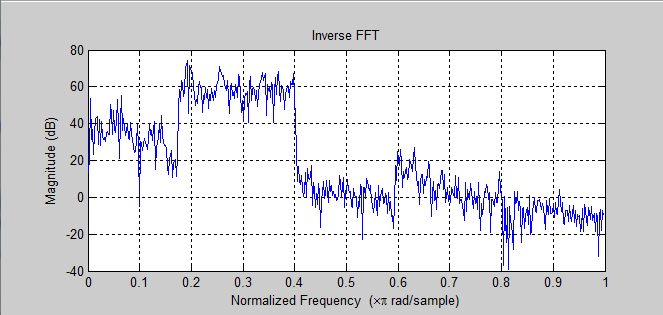 Inverse FFT
80
60
40
20
0
-20
-40
Magnitude (dB)
0 0.1 0.2 0.3 0.4 0.5 0.6 0.7 0.8 0.9 1
Normalized Frequency (×π rad/sample)